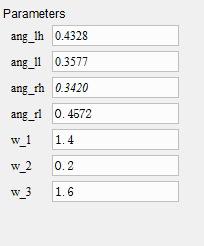 Parameters
ang_lh 0.4328
ang_ll 0.3577
ang_rh 0.3420
ang_rl 0.4572
w_1 1.4
w_2 0.2
w_3 1.6